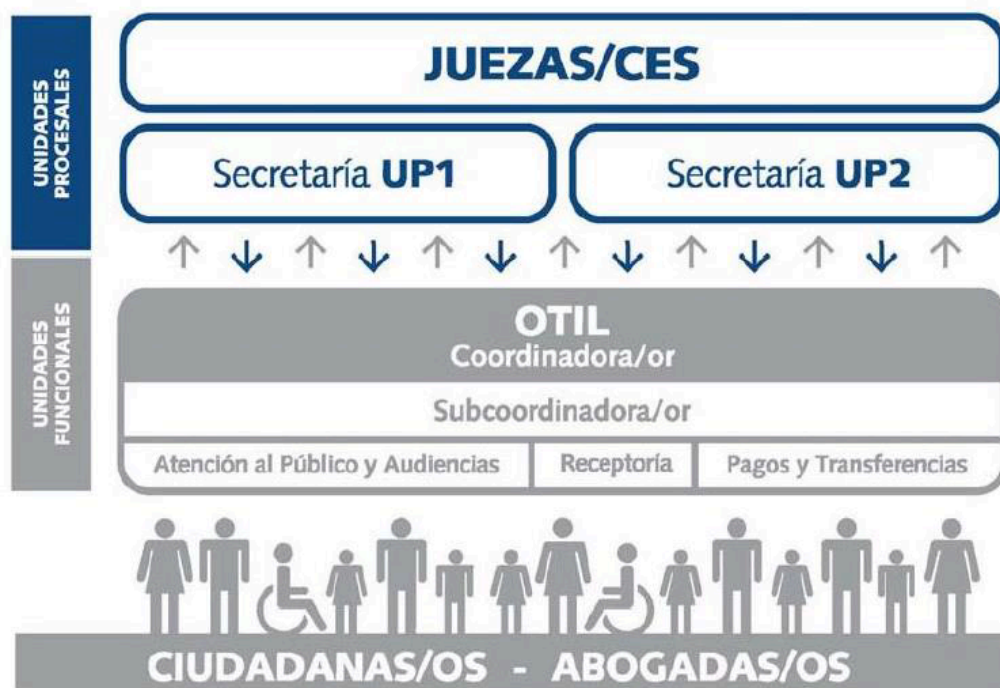 UNIDADES
PROCESALES
JUEZAS/CES
Secretaría UP1
Secretaría UP2
UNIDADES
FUNCIONALES
OTIL
Coordinadora/or
Subcoordinadora/or
Atención al Público y Audiencias
Receptoría
Pagos y Transferencias
CIUDADANAS/OS - ABOGADAS/OS